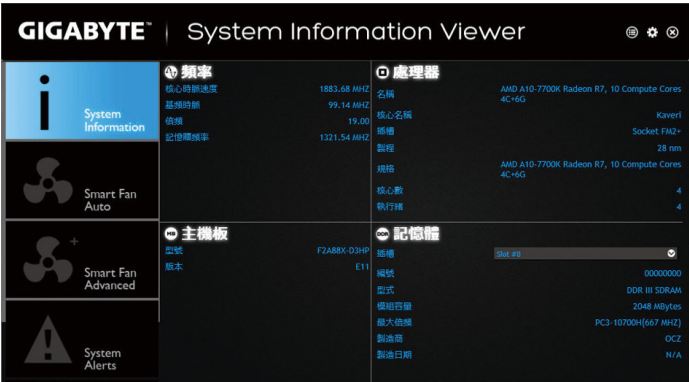 GIGABYTE™ System Information Viewer
System
Information
Smart Fan
Auto
Smart Fan
Advanced
System
Alerts
頻率
核心時脈速度 1883.68 MHZ
基頻時脈 99.14 MHZ
倍頻 19.00
記憶體頻率 1321.54 MHZ
處理器
名稱 AMD A10-7700K Radeon R7, 10 Compute Cores
4C+6G
核心名稱 Kaveri
插槽 Socket FM2+
製程 28 nm
規格 AMD A10-7700K Radeon R7, 10 Compute Cores
4C+6G
核心數 4
執行緒 4
MB 主機板
型號 F2A88X-D3HP
版本 E11
DDR 記憶體
插槽 Slot #0
編號 00000000
型式 DDR III SDRAM
模組容量 2048 MBytes
最大倍頻 PC3-10700H(667 MHZ)
製造商 OCZ
製造日期 N/A